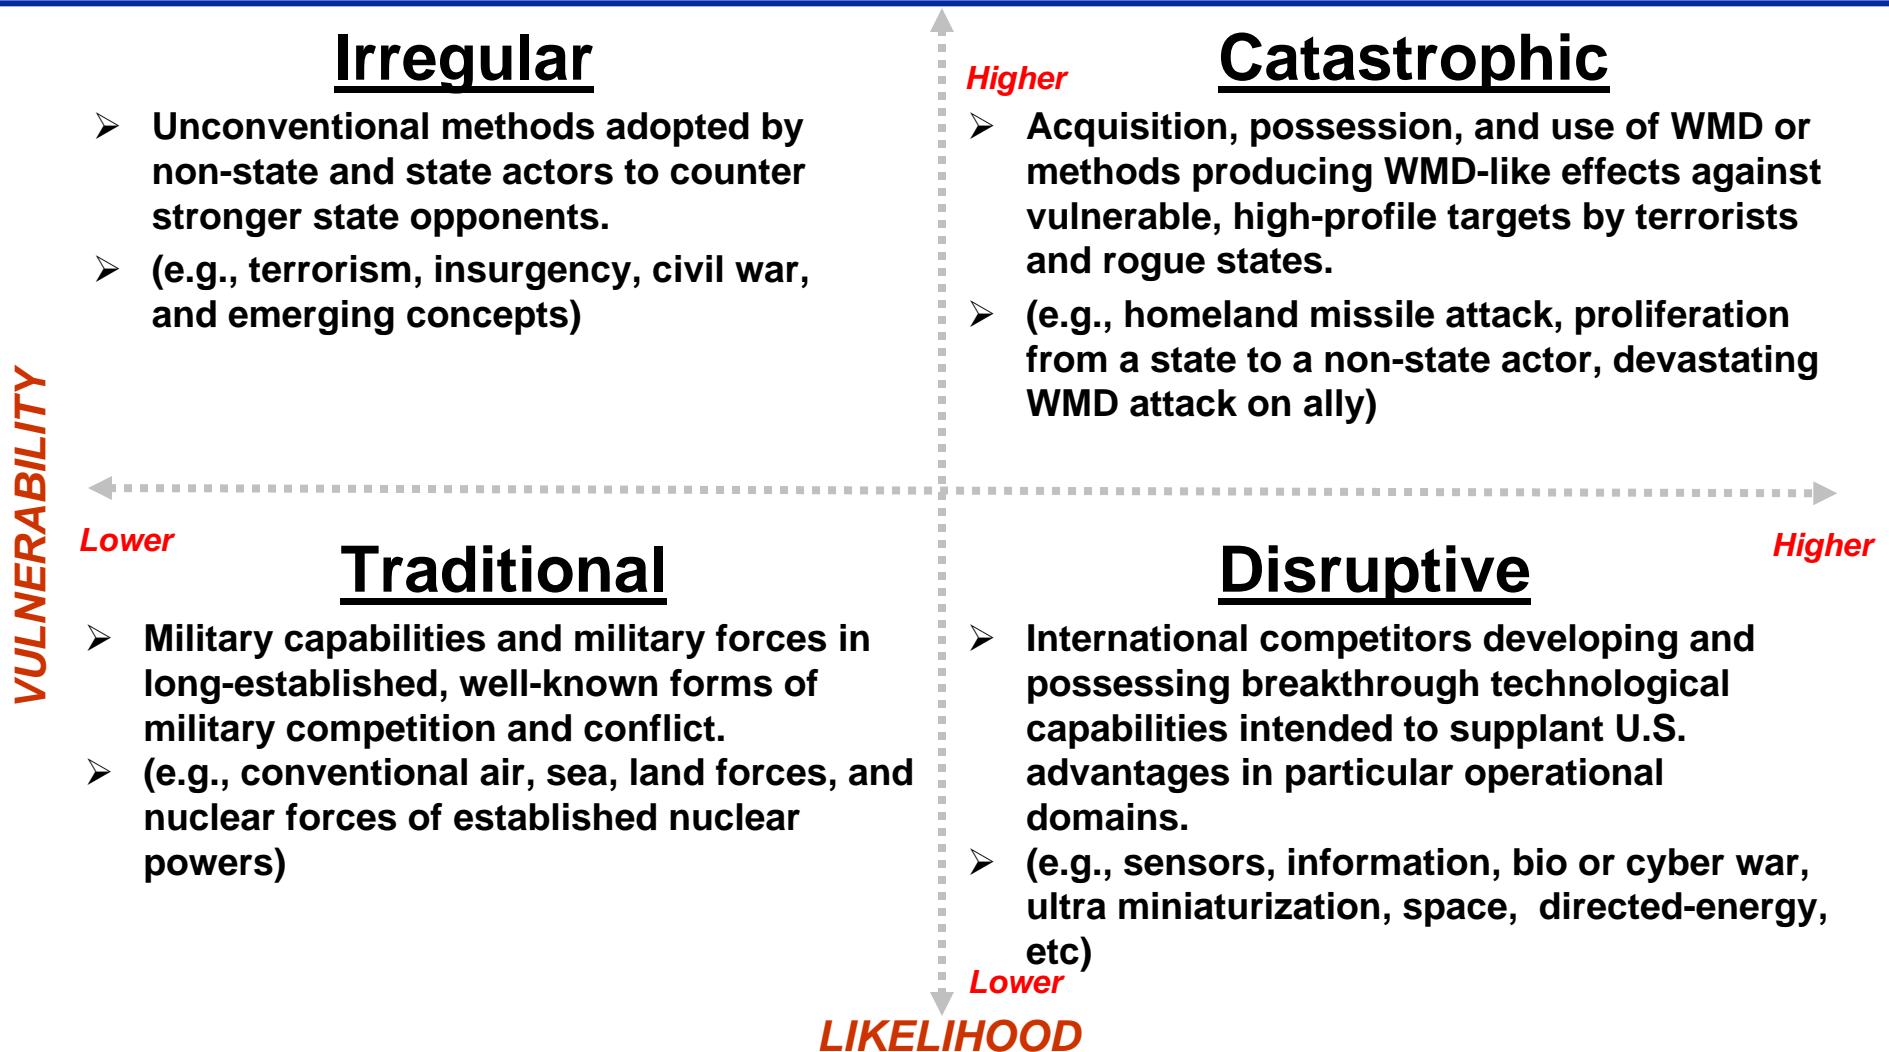 Irregular
➢ Unconventional methods adopted by
non-state and state actors to counter
stronger state opponents.
➢ (e.g., terrorism, insurgency, civil war,
and emerging concepts)
Higher
Catastrophic
➢ Acquisition, possession, and use of WMD or
methods producing WMD-like effects against
vulnerable, high-profile targets by terrorists
and rogue states.
➢ (e.g., homeland missile attack, proliferation
from a state to a non-state actor, devastating
WMD attack on ally)
VULNERABILITY
Lower
Traditional
➢ Military capabilities and military forces in
long-established, well-known forms of
military competition and conflict.
➢ (e.g., conventional air, sea, land forces, and
nuclear forces of established nuclear
powers)
Higher
Disruptive
➢ International competitors developing and
possessing breakthrough technological
capabilities intended to supplant U.S.
advantages in particular operational
domains.
➢ (e.g., sensors, information, bio or cyber war,
ultra miniaturization, space,  directed-energy,
etc)
Lower
LIKELIHOOD